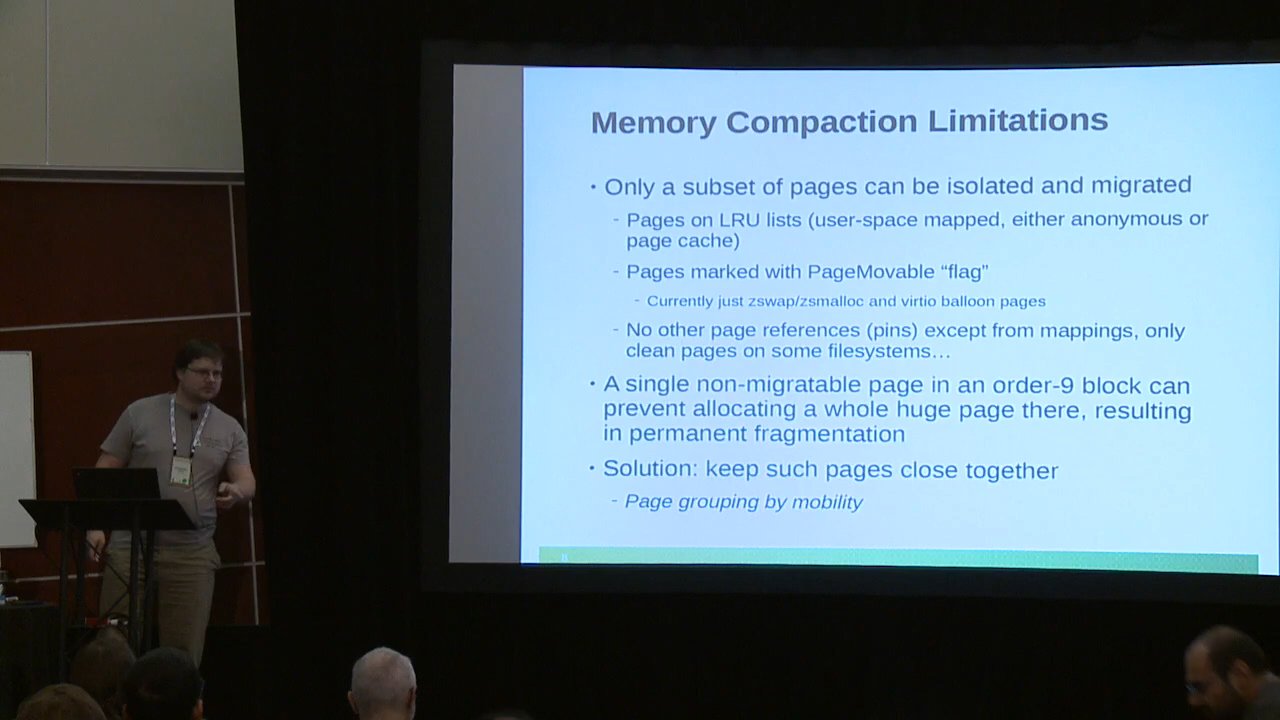 Memory Compaction Limitations
• Only a subset of pages can be isolated and migrated
- Pages on LRU lists (user-space mapped, either anonymous or
page cache)
- Pages marked with PageMovable “flag”
- Currently just zswap/zsmalloc and virtio balloon pages
- No other page references (pins) except from mappings, only
clean pages on some filesystems…
• A single non-migratable page in an order-9 block can
prevent allocating a whole huge page there, resulting
in permanent fragmentation
• Solution: keep such pages close together
- Page grouping by mobility